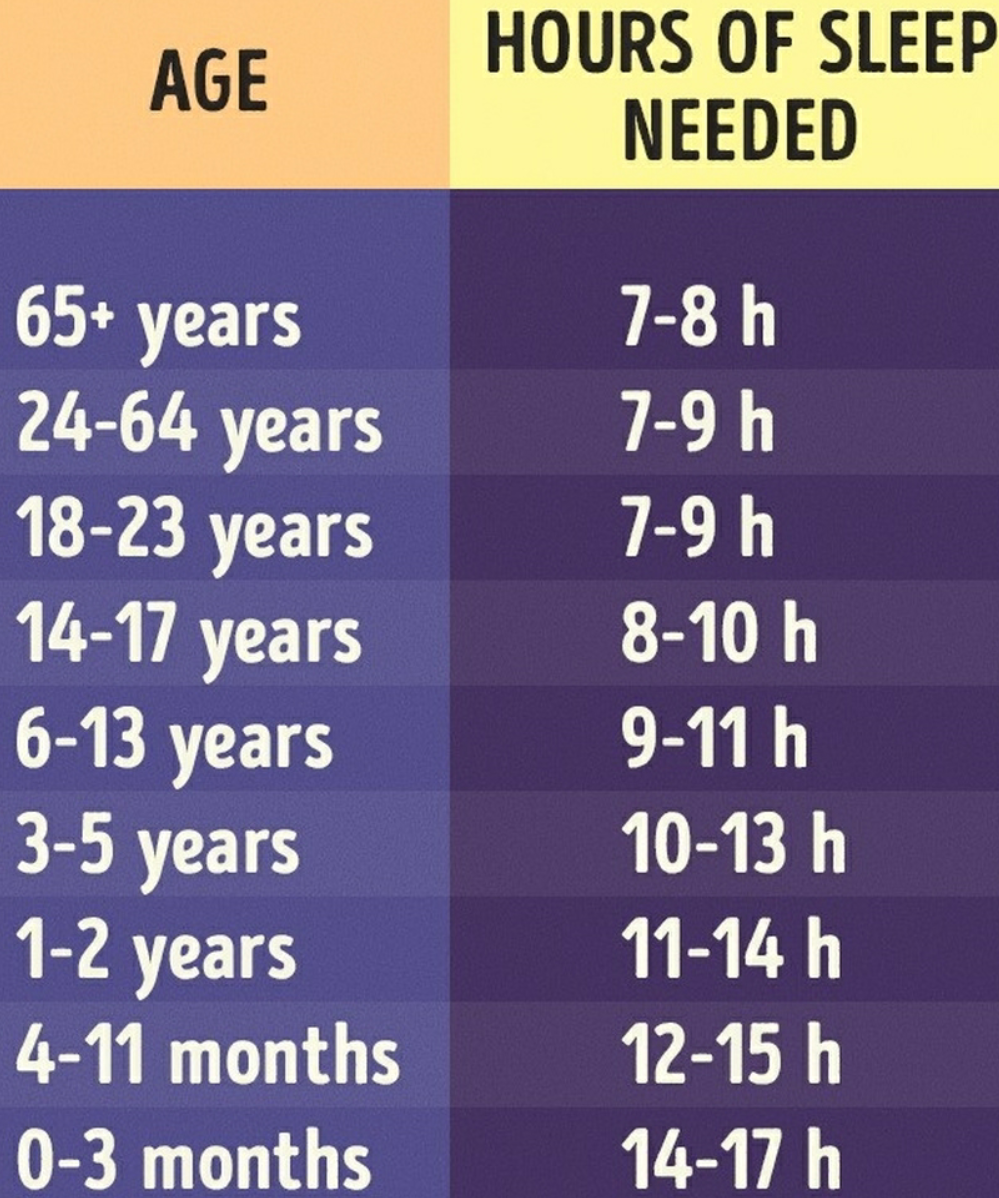 AGE
HOURS OF SLEEP
NEEDED
65+ years 7-8 h
24-64 years 7-9 h
18-23 years 7-9 h
14-17 years 8-10 h
6-13 years 9-11 h
3-5 years 10-13 h
1-2 years 11-14 h
4-11 months 12-15 h
0-3 months 14-17 h